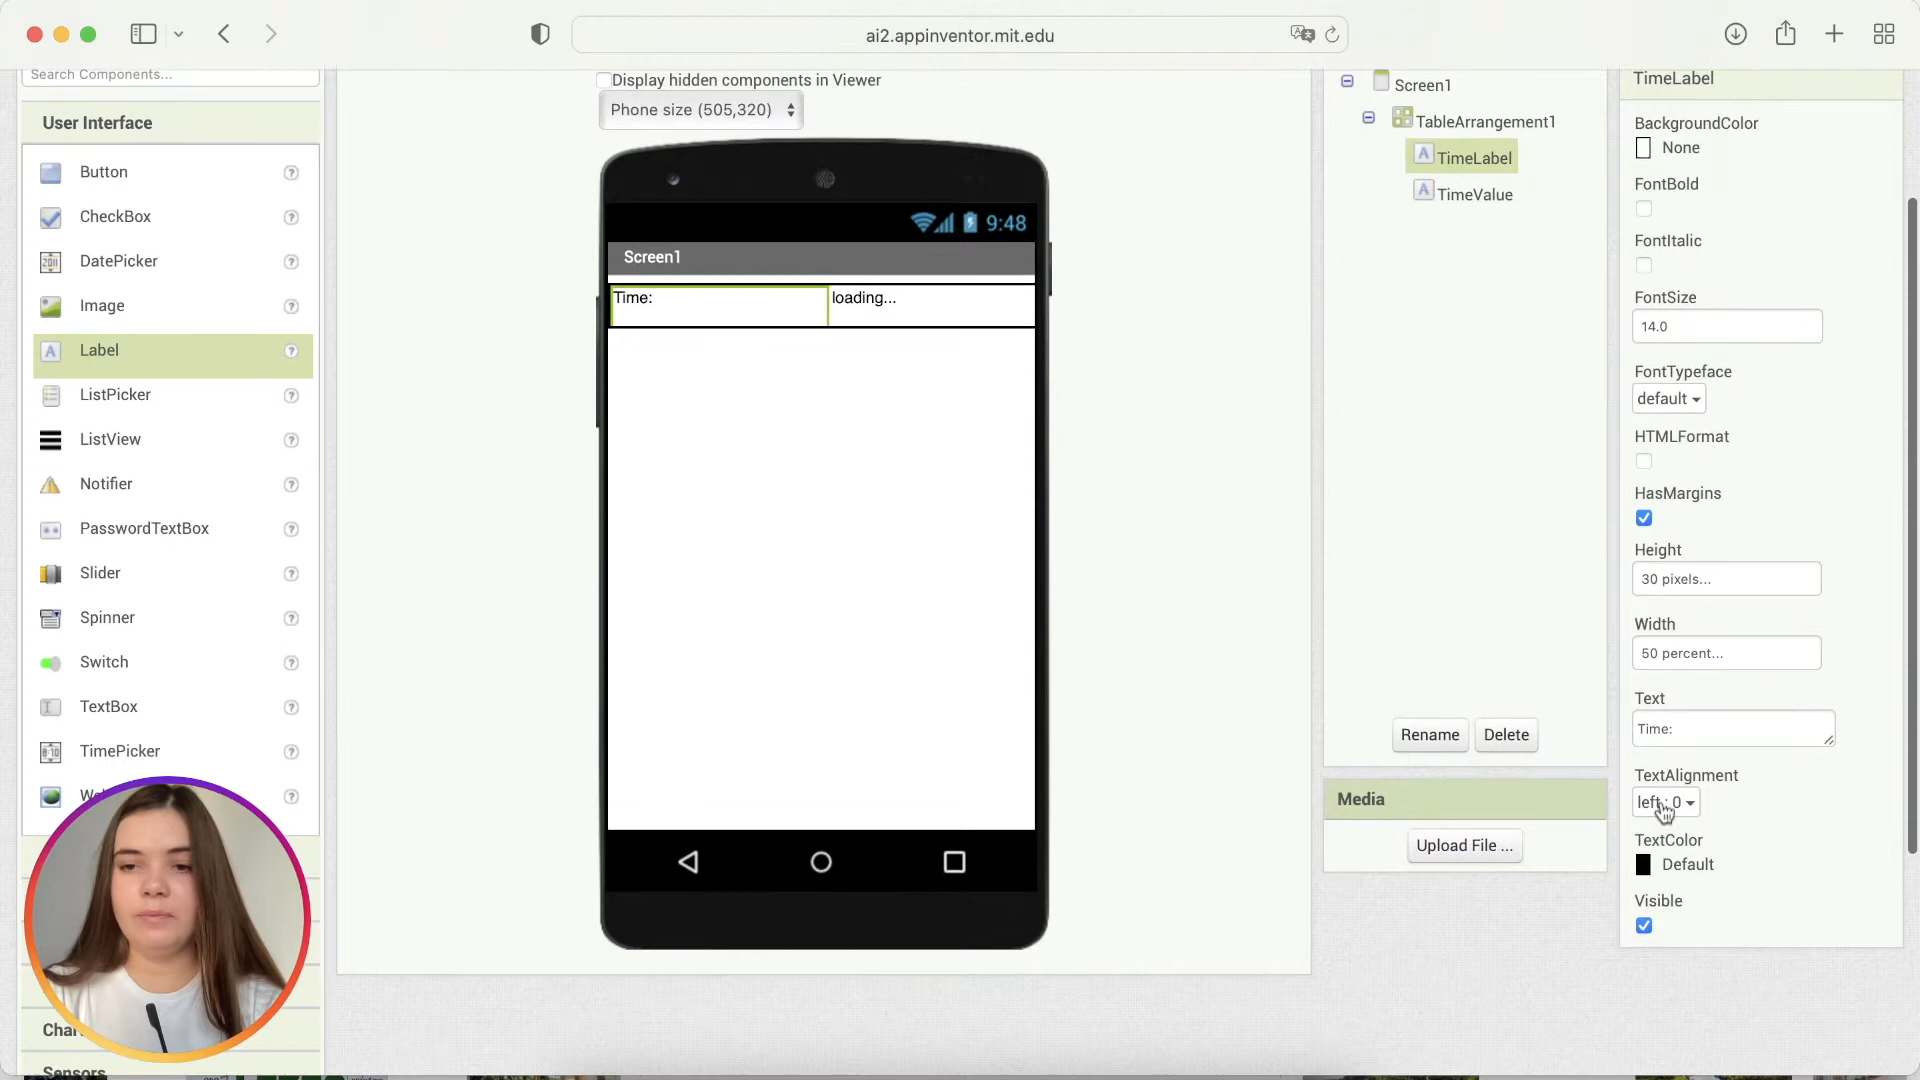 ai2.appinventor.mit.edu
Search Components...
User Interface
Button
CheckBox
DatePicker
Image
Label
ListPicker
ListView
Notifier
PasswordTextBox
Slider
Spinner
Switch
TextBox
TimePicker
Display hidden components in Viewer
Phone size (505,320)
9:48
Screen1
Time:
loading...
Screen1
TableArrangement1
TimeLabel
TimeValue
Rename
Delete
Media
Upload File ...
TimeLabel
BackgroundColor
None
FontBold
FontItalic
FontSize
14.0
FontTypeface
default
HTMLFormat
HasMargins
Height
30 pixels...
Width
50 percent...
Text
Time:
TextAlignment
left : 0
TextColor
Default
Visible
Sensors